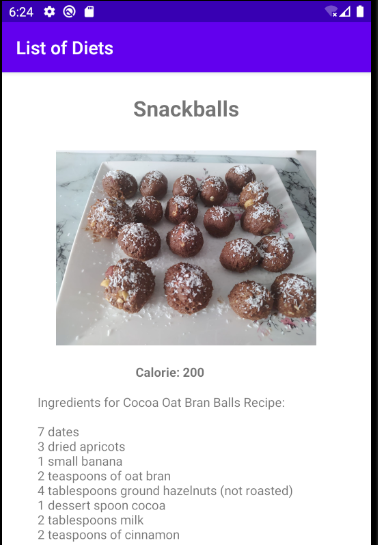 6:24
List of Diets
Snackballs
Calorie: 200
Ingredients for Cocoa Oat Bran Balls Recipe:
7 dates
3 dried apricots
1 small banana
2 teaspoons of oat bran
4 tablespoons ground hazelnuts (not roasted)
1 dessert spoon cocoa
2 tablespoons milk
2 teaspoons of cinnamon